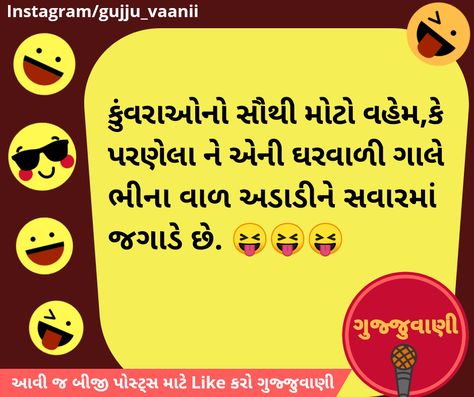 Instagram/gujju_vaanii
કુંવરાઓનો સૌથી મોટો વહેમ,કે
પરણેલા ને એની ઘરવાળી ગાલે
ભીના વાળ અડાડીને સવારમાં
જગાડે છે. 😝😝😝
ગુજ્જુવાણી
આવી જ બીજી પોસ્ટ્સ માટે Like કરો ગુજ્જુવાણી